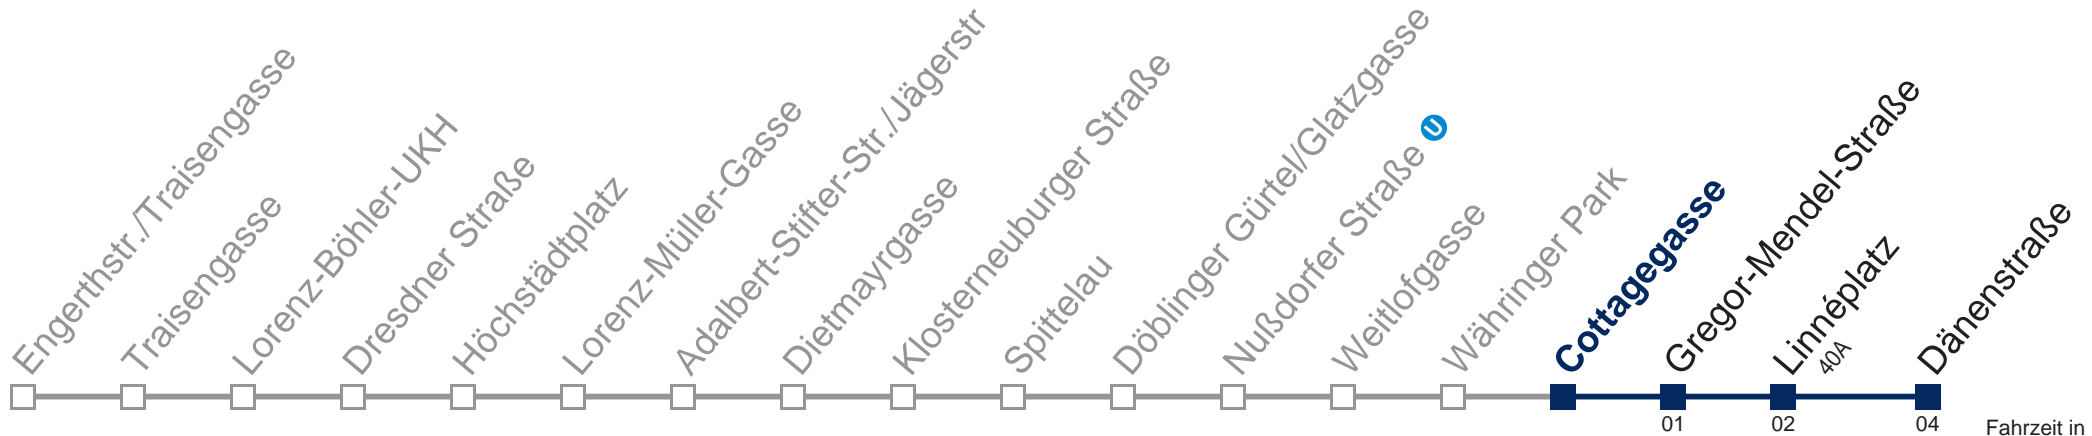 Engerthstr./Traisengasse
Traisengasse
Lorenz-Böhler-UKH
Dresdner Straße
Höchstädtplatz
Lorenz-Müller-Gasse
Adalbert-Stifter-Str./Jägerstr
Dietmayrgasse
Klosterneuburger Straße
Spittelau
Döblinger Gürtel/Glatzgasse
Nußdorfer Straße U
Weitlofgasse
Währinger Park
Cottagegasse
Gregor-Mendel-Straße
Linnéplatz
40A
Dänenstraße
01
02
04
Fahrzeit in